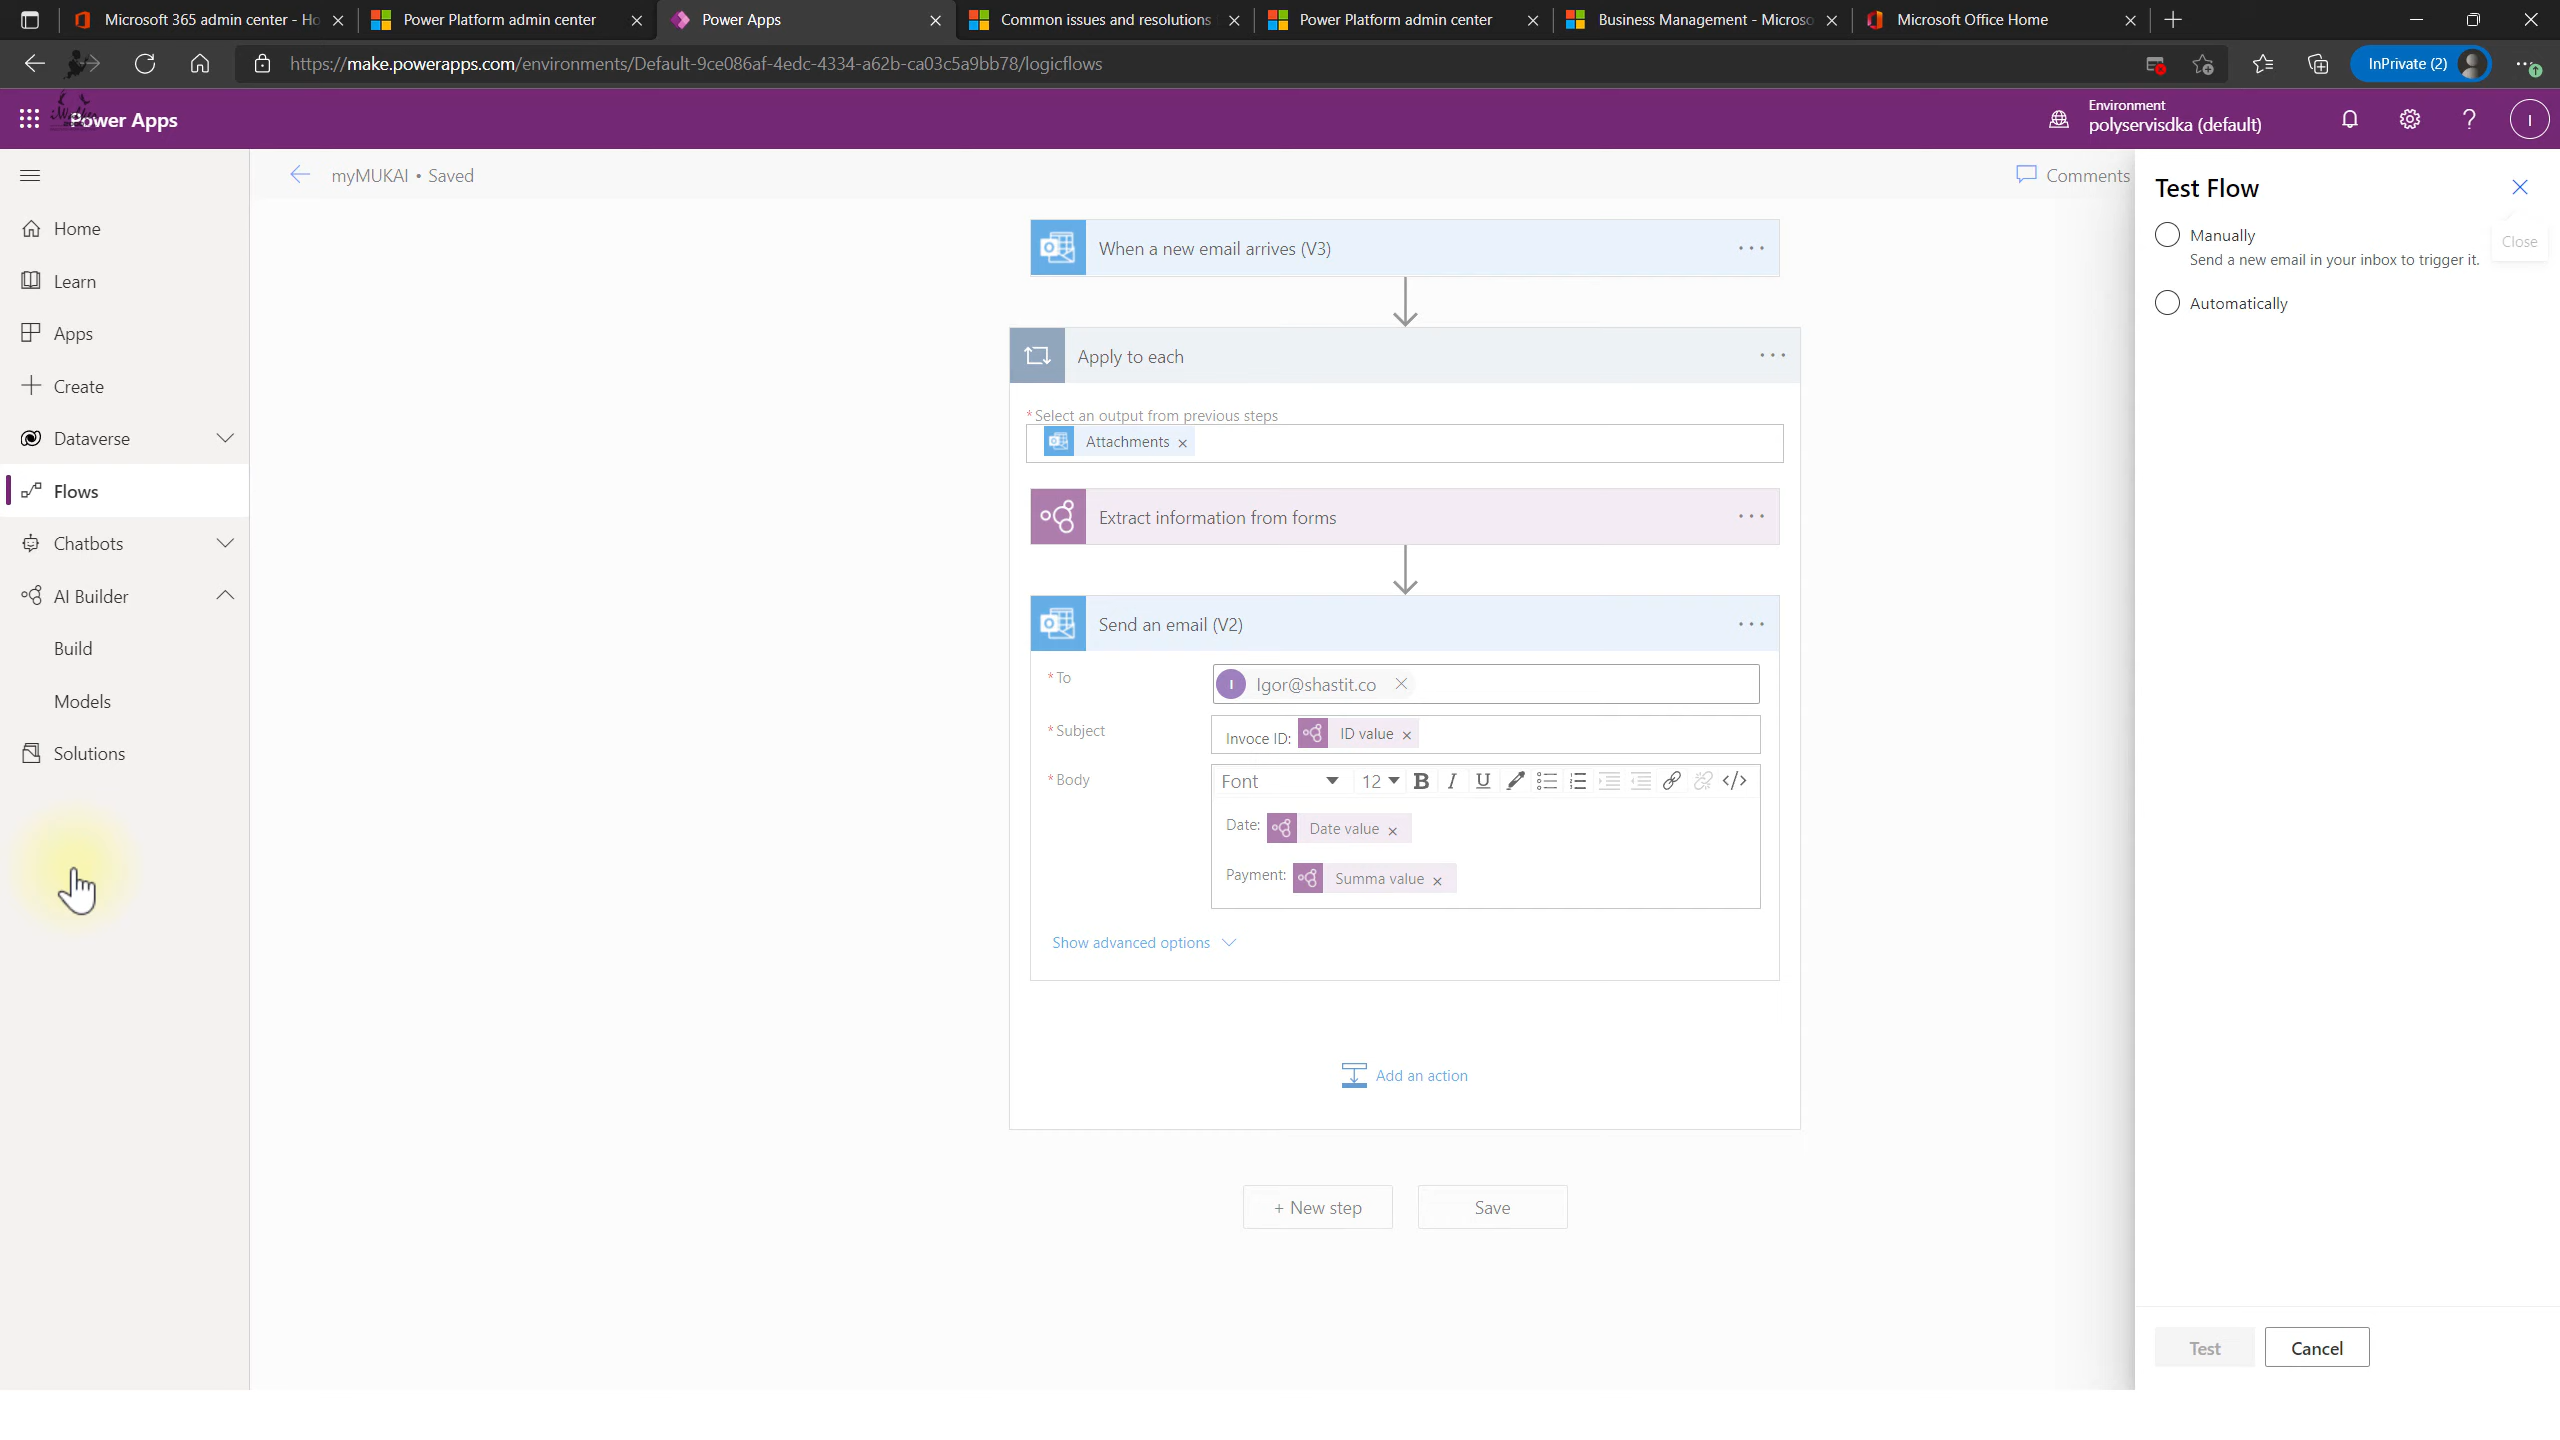 Microsoft 365 admin center - Ho
Power Platform admin center
Power Apps
Common issues and resolutions
Power Platform admin center
Business Management - Microso
Microsoft Office Home
https://make.powerapps.com/environments/Default-9ce086af-4edc-4334-a62b-ca03c5a9bb78/logicflows
InPrivate (2)
Power Apps
Environment
polyservisdka (default)
I
myMUKAI • Saved
Comments
Home
Learn
Apps
Create
Dataverse
Flows
Chatbots
AI Builder
Build
Models
Solutions
When a new email arrives (V3)
Apply to each
* Select an output from previous steps
Attachments
Extract information from forms
Send an email (V2)
* To
I Igor@shastit.co
* Subject
Invoce ID: ID value
* Body
Font 12 B I U </>
Date: Date value
Payment: Summa value
Show advanced options
Add an action
+ New step
Save
Test Flow
Manually
Close
Send a new email in your inbox to trigger it.
Automatically
Test
Cancel